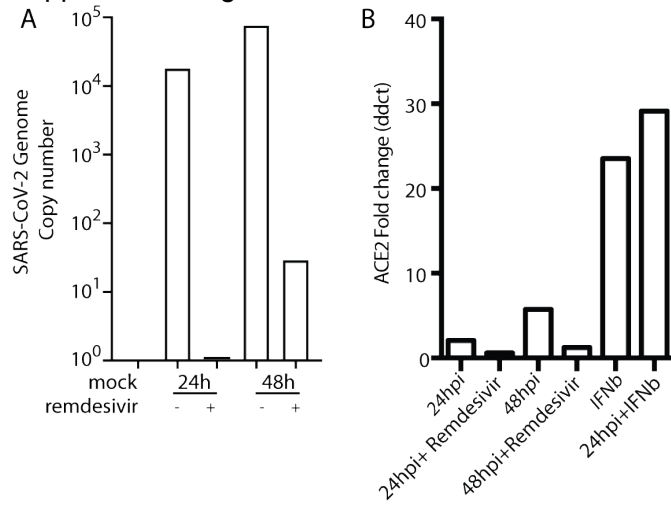 A
SARS-CoV-2 Genome
Copy number
10^5
10^4
10^3
10^2
10^1
10^0
mock
24h
48h
remdesivir
-
+
-
+
B
ACE2 Fold change (ddct)
40
30
20
10
0
24hpi
24hpi+ Remdesivir
48hpi
48hpi+Remdesivir
IFNb
24hpi+IFNb